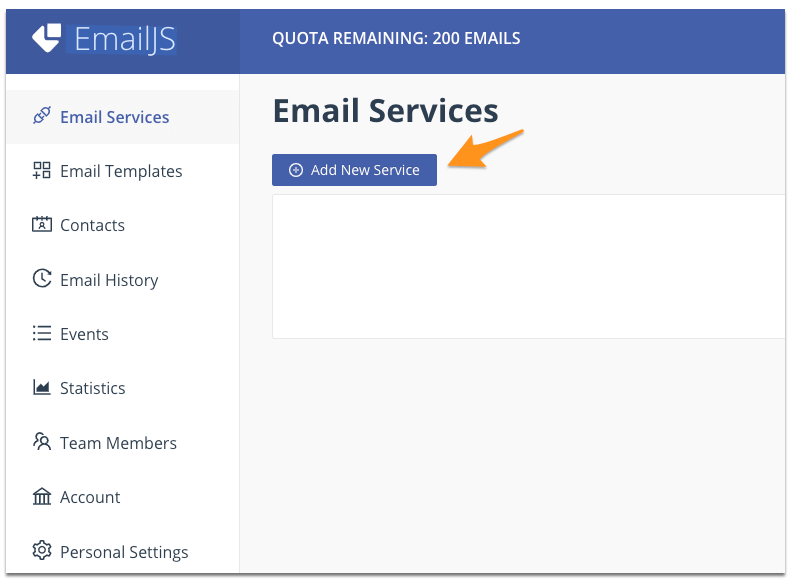 EmailJS
QUOTA REMAINING: 200 EMAILS
Email Services
Email Templates
Contacts
Email History
Events
Statistics
Team Members
Account
Personal Settings
Email Services
Add New Service